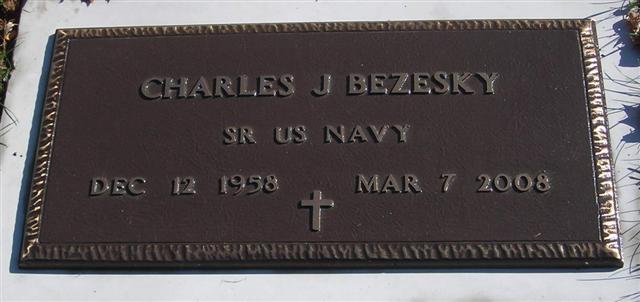 CHARLES J BEZESKY
SR US NAVY
DEC 12 1958 MAR 7 2008